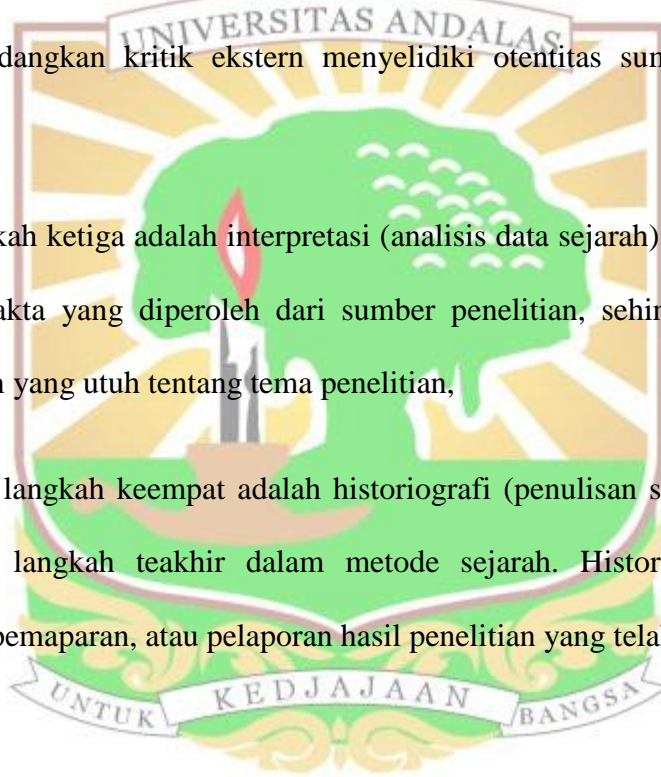 UNIVERSITAS ANDALAS
dangkan kritik ekstern menyelidiki otentitas sum
kah ketiga adalah interpretasi (analisis data sejarah)
akta yang diperoleh dari sumber penelitian, sehin
n yang utuh tentang tema penelitian,
langkah keempat adalah historiografi (penulisan s
langkah teakhir dalam metode sejarah. Histor
pemaparan, atau pelaporan hasil penelitian yang tela
UNTUK KEDJAJAAN BANGSA